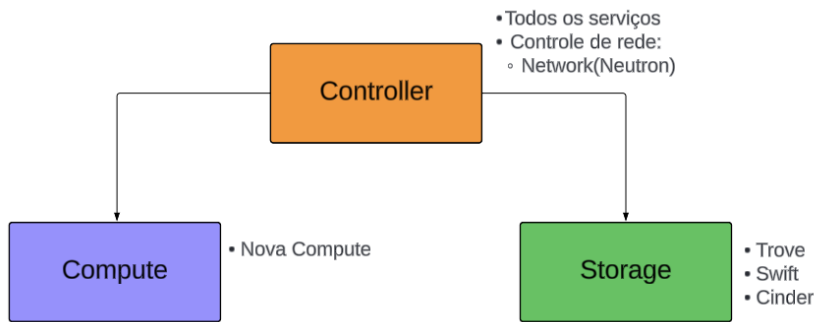 • Todos os serviços
• Controle de rede:
◦ Network(Neutron)
Controller
Compute
• Nova Compute
Storage
• Trove
• Swift
• Cinder